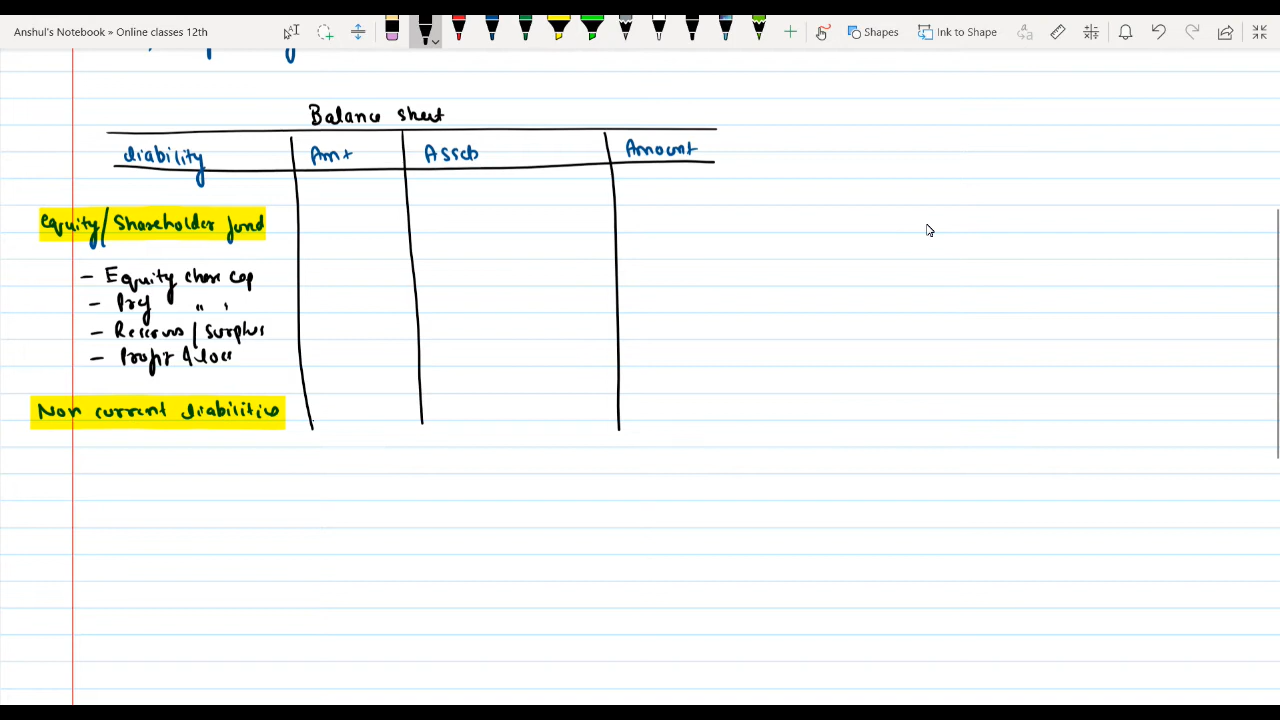 Anshul's Notebook » Online classes 12th
Shapes
Ink to Shape
Balance sheet
Liability Amt Assets Amount
Equity/Shareholder fund
- Equity share cap
- Pref " "
- Reserves / Surplus
- Profit & loss
Non current Liabilities